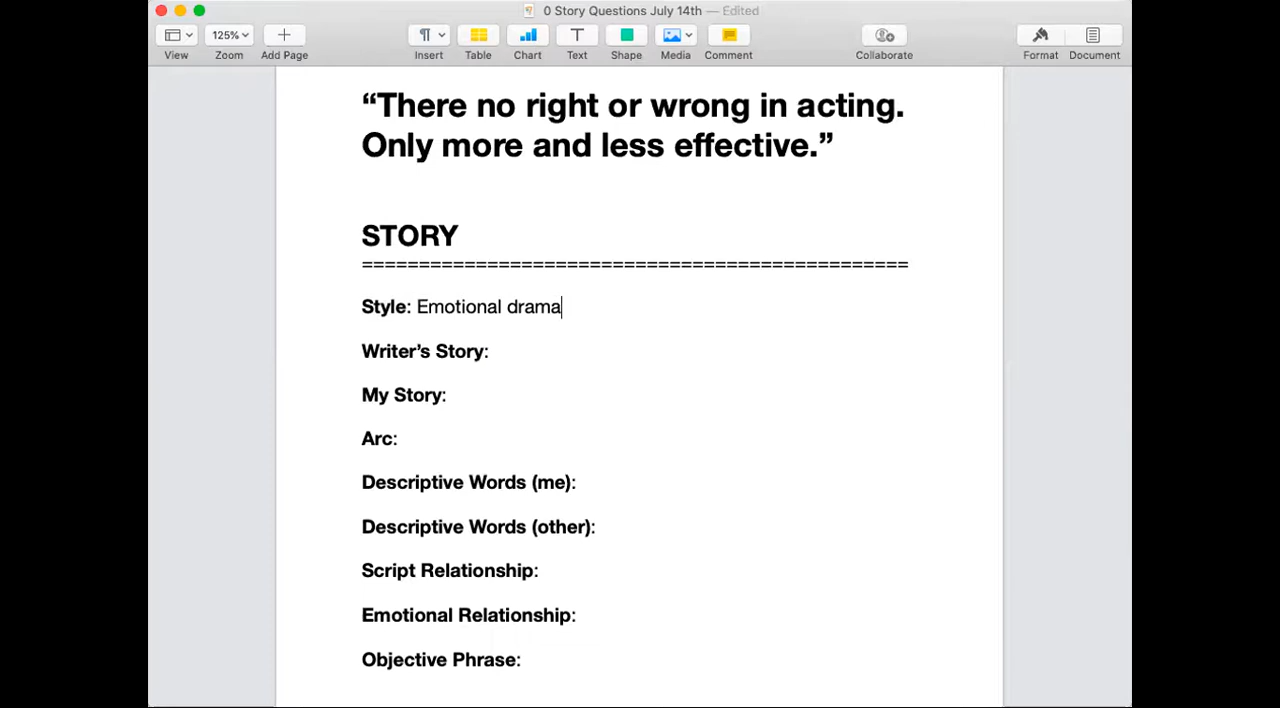 0 Story Questions July 14th — Edited
125%
View Zoom Add Page Insert Table Chart Text Shape Media Comment Collaborate Format Document
“There no right or wrong in acting.
Only more and less effective.”
STORY
================================================
Style: Emotional drama
Writer’s Story:
My Story:
Arc:
Descriptive Words (me):
Descriptive Words (other):
Script Relationship:
Emotional Relationship:
Objective Phrase: